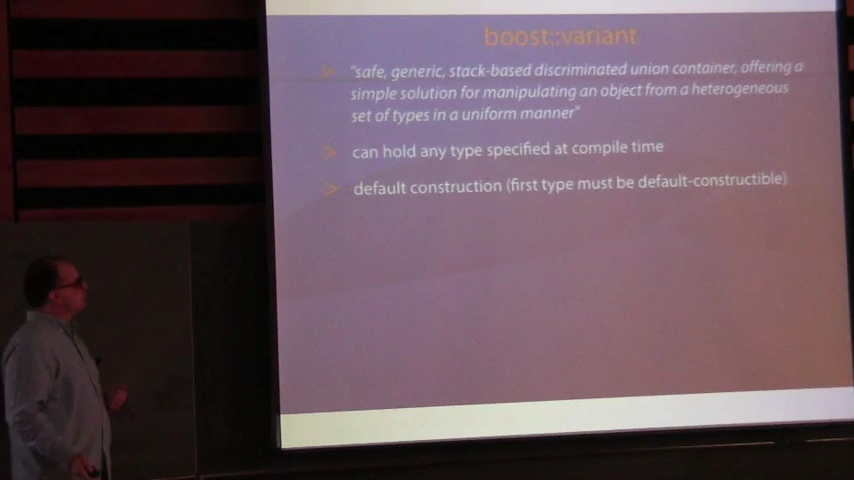 boost::variant
> "safe, generic, stack-based discriminated union container, offering a
simple solution for manipulating an object from a heterogeneous
set of types in a uniform manner"
> can hold any type specified at compile time
> default construction (first type must be default-constructible)